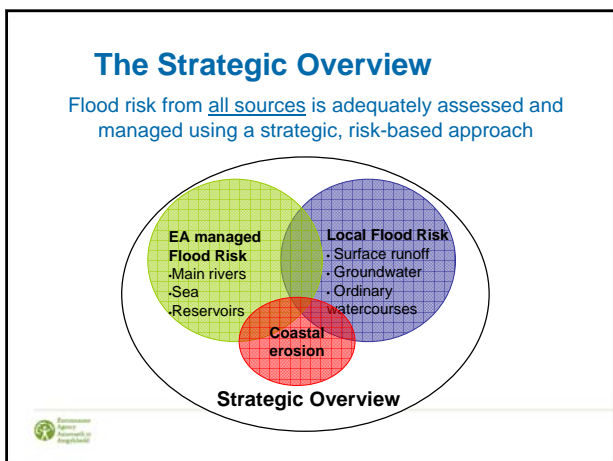 The Strategic Overview
Flood risk from all sources is adequately assessed and
managed using a strategic, risk-based approach
EA managed
Flood Risk
•Main rivers
•Sea
•Reservoirs
Local Flood Risk
• Surface runoff
• Groundwater
• Ordinary
watercourses
Coastal
erosion
Strategic Overview
Environment
Agency